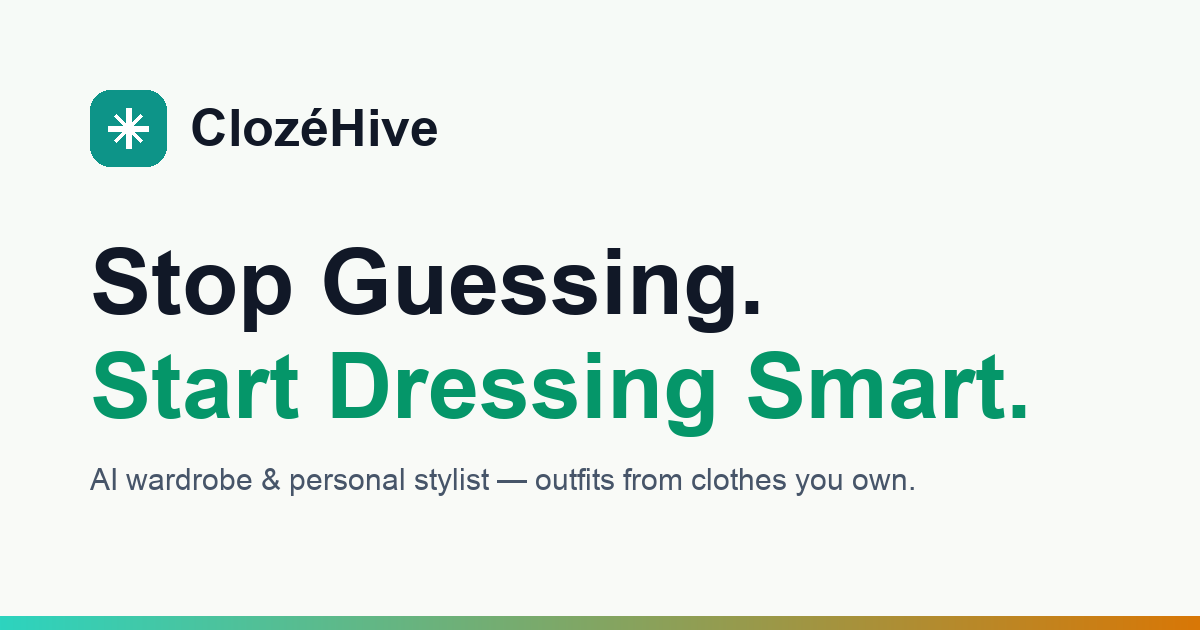 ClozéHive
Stop Guessing.
Start Dressing Smart.
AI wardrobe & personal stylist — outfits from clothes you own.